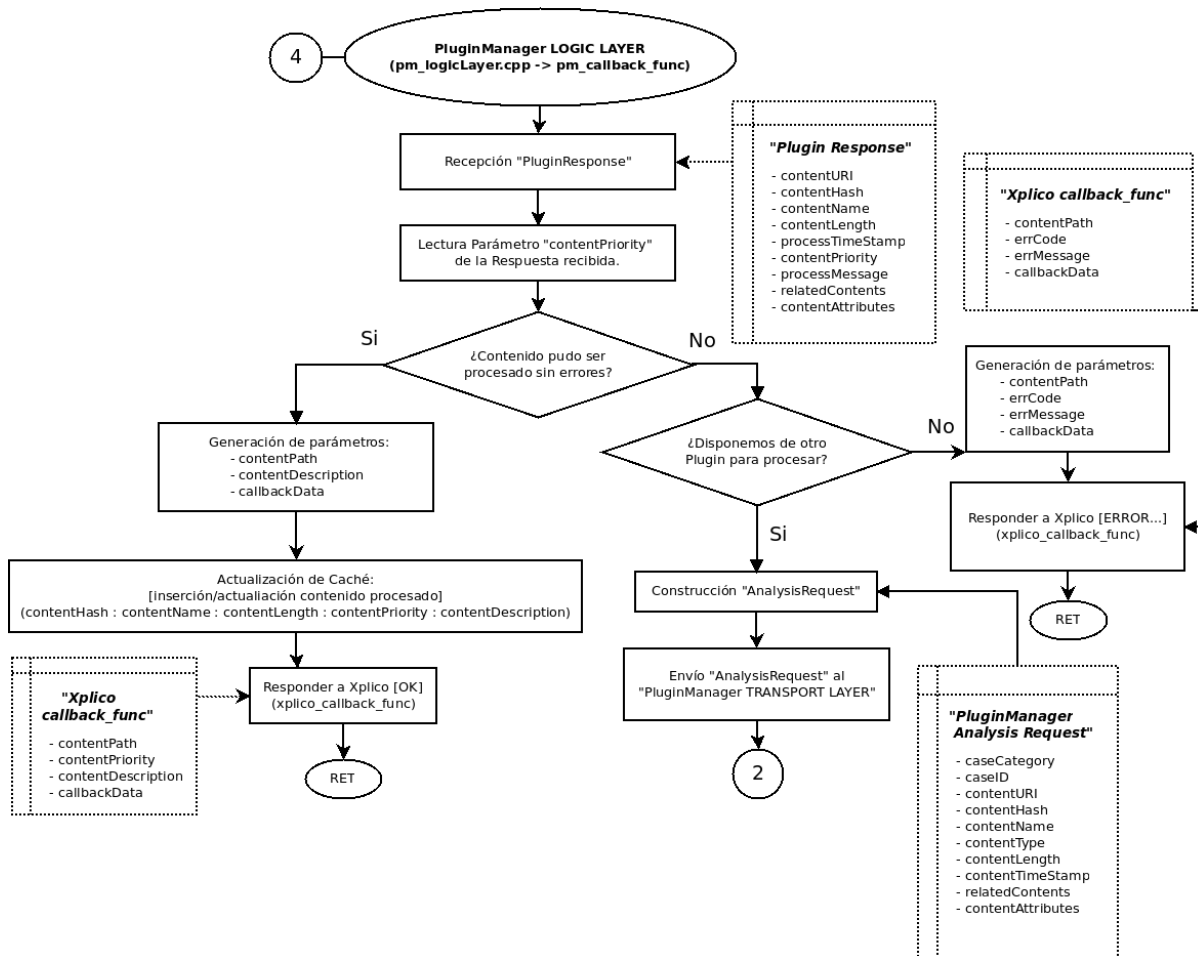 4
PluginManager LOGIC LAYER
(pm_logicLayer.cpp -> pm_callback_func)
Recepción "PluginResponse"
"Plugin Response"
- contentURI
- contentHash
- contentName
- contentLength
- processTimeStamp
- contentPriority
- processMessage
- relatedContents
- contentAttributes
"Xplico callback_func"
- contentPath
- errCode
- errMessage
- callbackData
Lectura Parámetro "contentPriority"
de la Respuesta recibida.
Si
No
¿Contenido pudo ser
procesado sin errores?
Generación de parámetros:
- contentPath
- errCode
- errMessage
- callbackData
No
¿Disponemos de otro
Plugin para procesar?
Generación de parámetros:
- contentPath
- contentDescription
- callbackData
Responder a Xplico [ERROR...]
(xplico_callback_func)
Si
RET
Actualización de Caché:
[inserción/actualiación contenido procesado]
(contentHash : contentName : contentLength : contentPriority : contentDescription)
Construcción "AnalysisRequest"
Envío "AnalysisRequest" al
"PluginManager TRANSPORT LAYER"
2
"Xplico
callback_func"
- contentPath
- contentPriority
- contentDescription
- callbackData
Responder a Xplico [OK]
(xplico_callback_func)
RET
"PluginManager
Analysis Request"
- caseCategory
- caseID
- contentURI
- contentHash
- contentName
- contentType
- contentLength
- contentTimeStamp
- relatedContents
- contentAttributes